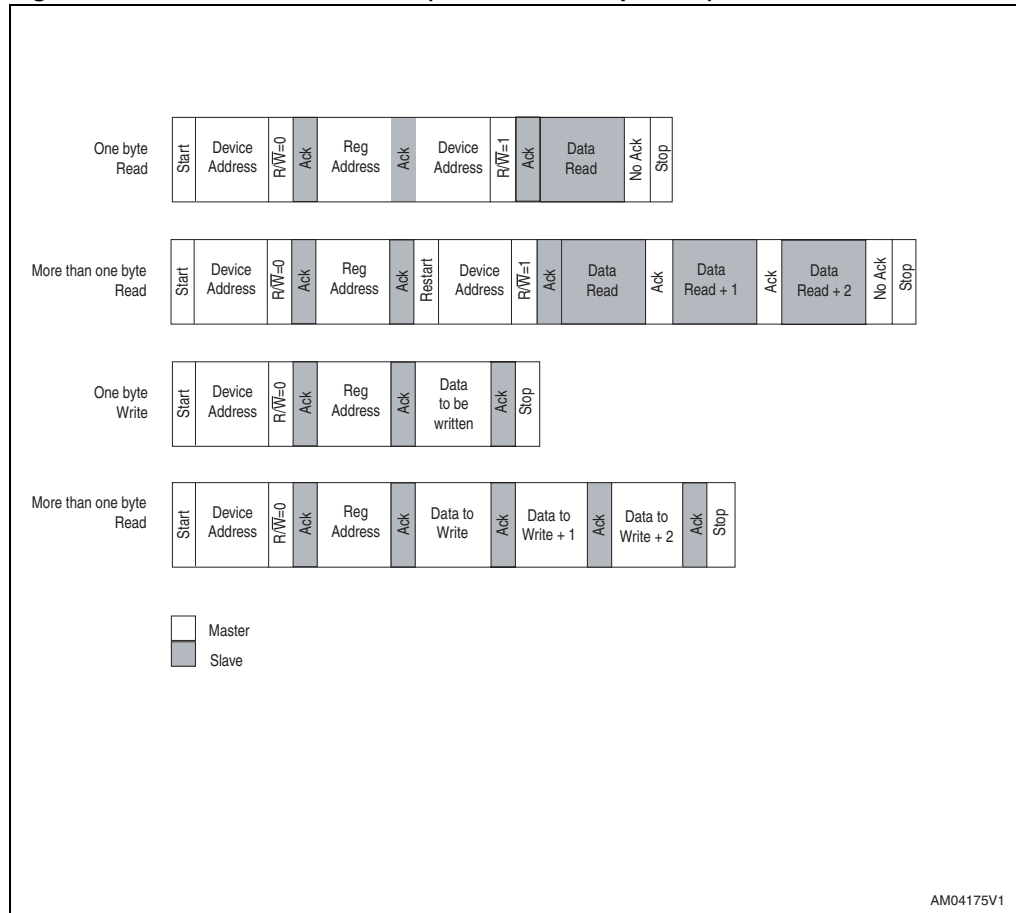 One byte
Read
Start
Device
Address
R/W̅=0
Ack
Reg
Address
Ack
Device
Address
R/W̅=1
Ack
Data
Read
No Ack
Stop
More than one byte
Read
Start
Device
Address
R/W̅=0
Ack
Reg
Address
Ack
Restart
Device
Address
R/W̅=1
Ack
Data
Read
Ack
Data
Read + 1
Ack
Data
Read + 2
No Ack
Stop
One byte
Write
Start
Device
Address
R/W̅=0
Ack
Reg
Address
Ack
Data
to be
written
Ack
Stop
More than one byte
Read
Start
Device
Address
R/W̅=0
Ack
Reg
Address
Ack
Data to
Write
Ack
Data to
Write + 1
Ack
Data to
Write + 2
Ack
Stop
Master
Slave
AM04175V1